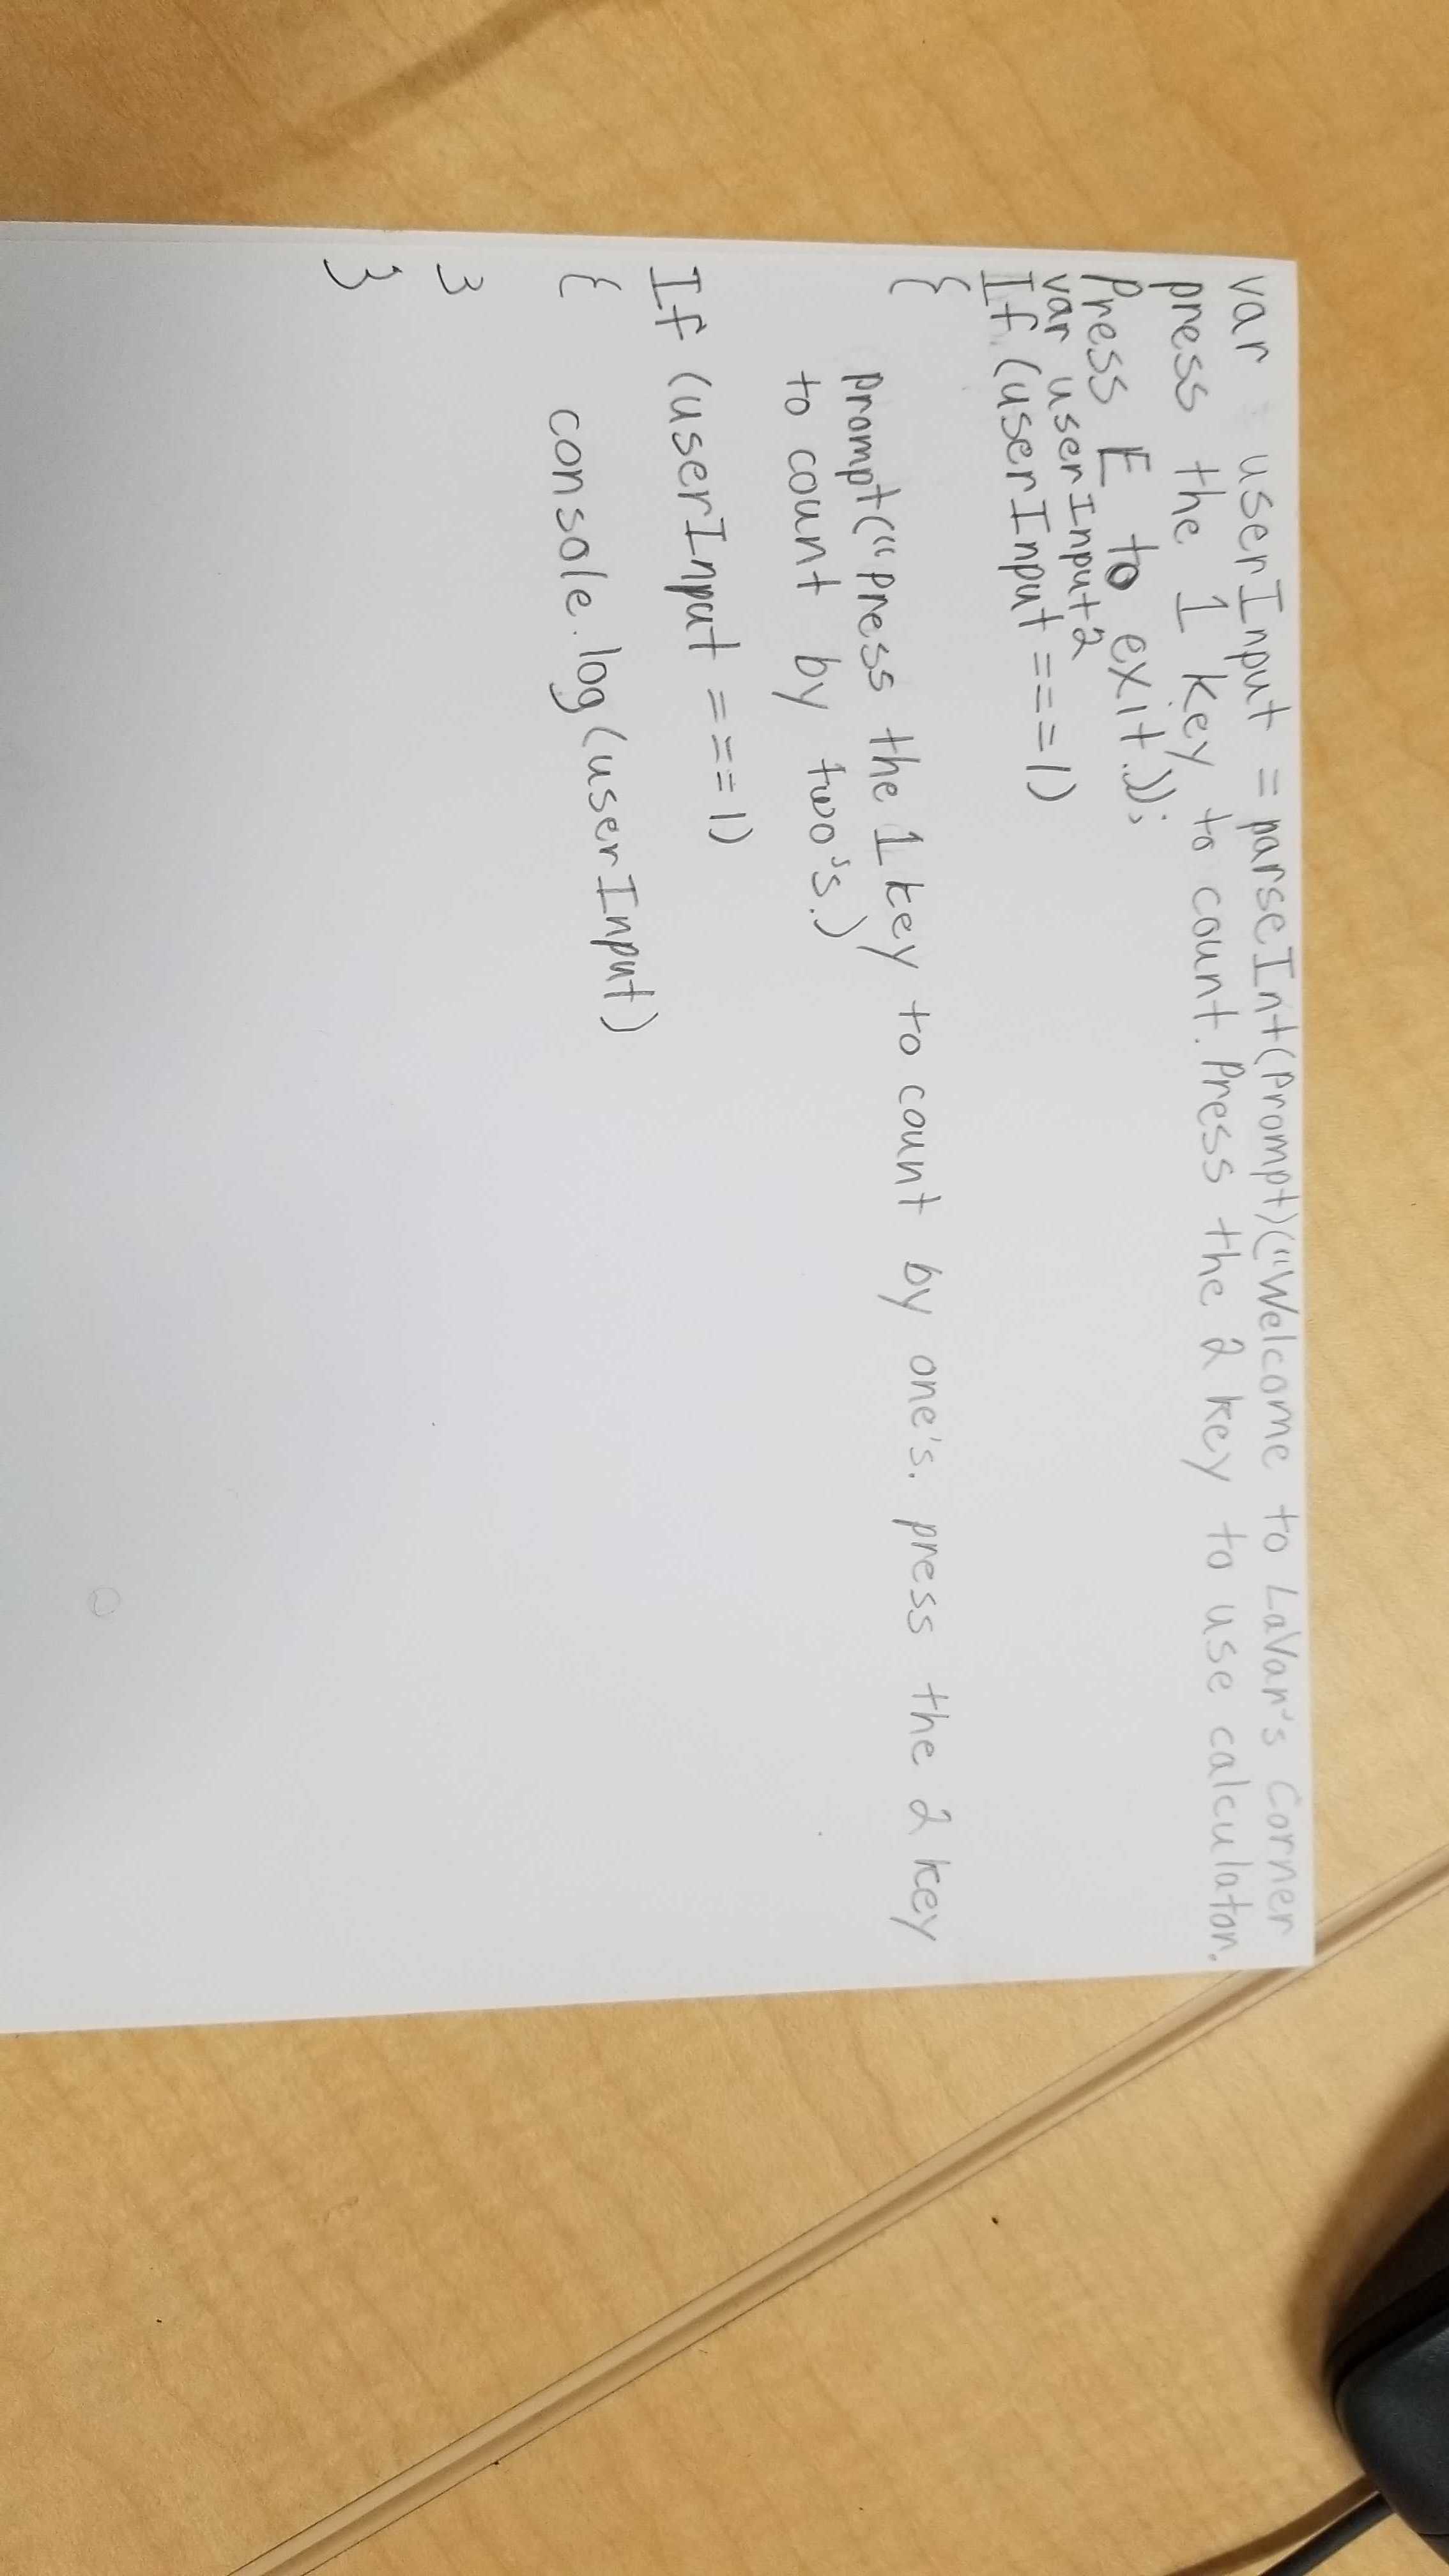 var userInput = parseInt(prompt)("Welcome to LaVar's Corner
press the 1 key to count. Press the 2 key to use calculator.
Press E to exit.));
var userInput2
If (userInput === 1)
{
prompt("press the 1 key to count by one's. press the 2 key
to count by two's.)
If (userInput === 1)
{
console.log(userInput)
}
}